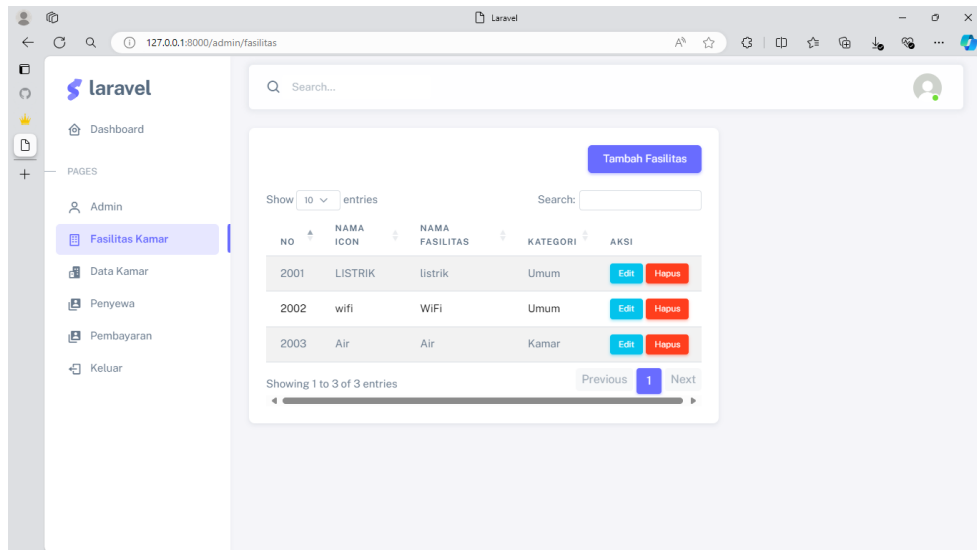 Laravel
127.0.0.1:8000/admin/fasilitas
laravel
Search...
Dashboard
PAGES
Admin
Fasilitas Kamar
Data Kamar
Penyewa
Pembayaran
Keluar
Tambah Fasilitas
Show 10 entries Search:
NO NAMA ICON NAMA FASILITAS KATEGORI AKSI
2001 LISTRIK listrik Umum Edit Hapus
2002 wifi WiFi Umum Edit Hapus
2003 Air Air Kamar Edit Hapus
Showing 1 to 3 of 3 entries Previous 1 Next